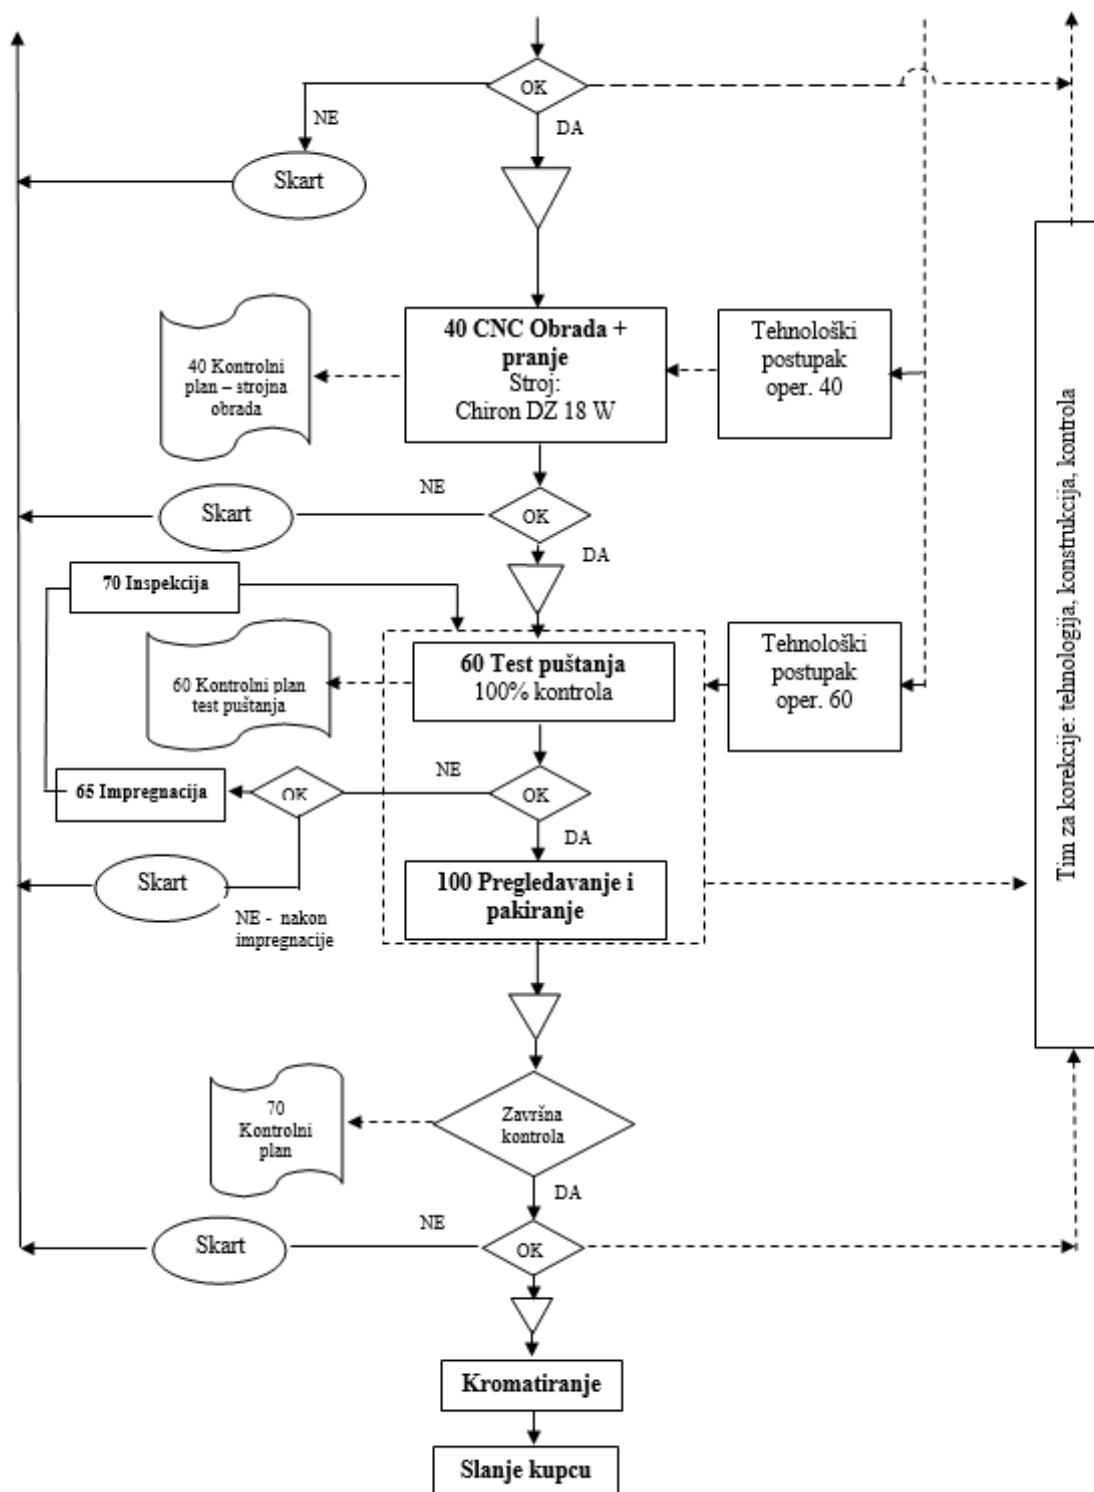 OK
NE
DA
Skart
40 CNC Obrada +
pranje
Stroj:
Chiron DZ 18 W
Tehnološki
postupak
oper. 40
40 Kontrolni
plan – strojna
obrada
NE
Skart
OK
DA
70 Inspekcija
60 Test puštanja
100% kontrola
Tehnološki
postupak
oper. 60
60 Kontrolni plan
test puštanja
Tim za korekcije: tehnologija, konstrukcija, kontrola
NE
65 Impregnacija
OK
OK
DA
Skart
100 Pregledavanje i
pakiranje
NE - nakon
impregnacije
70
Kontrolni
plan
Završna
kontrola
DA
NE
Skart
OK
Kromatiranje
Slanje kupcu